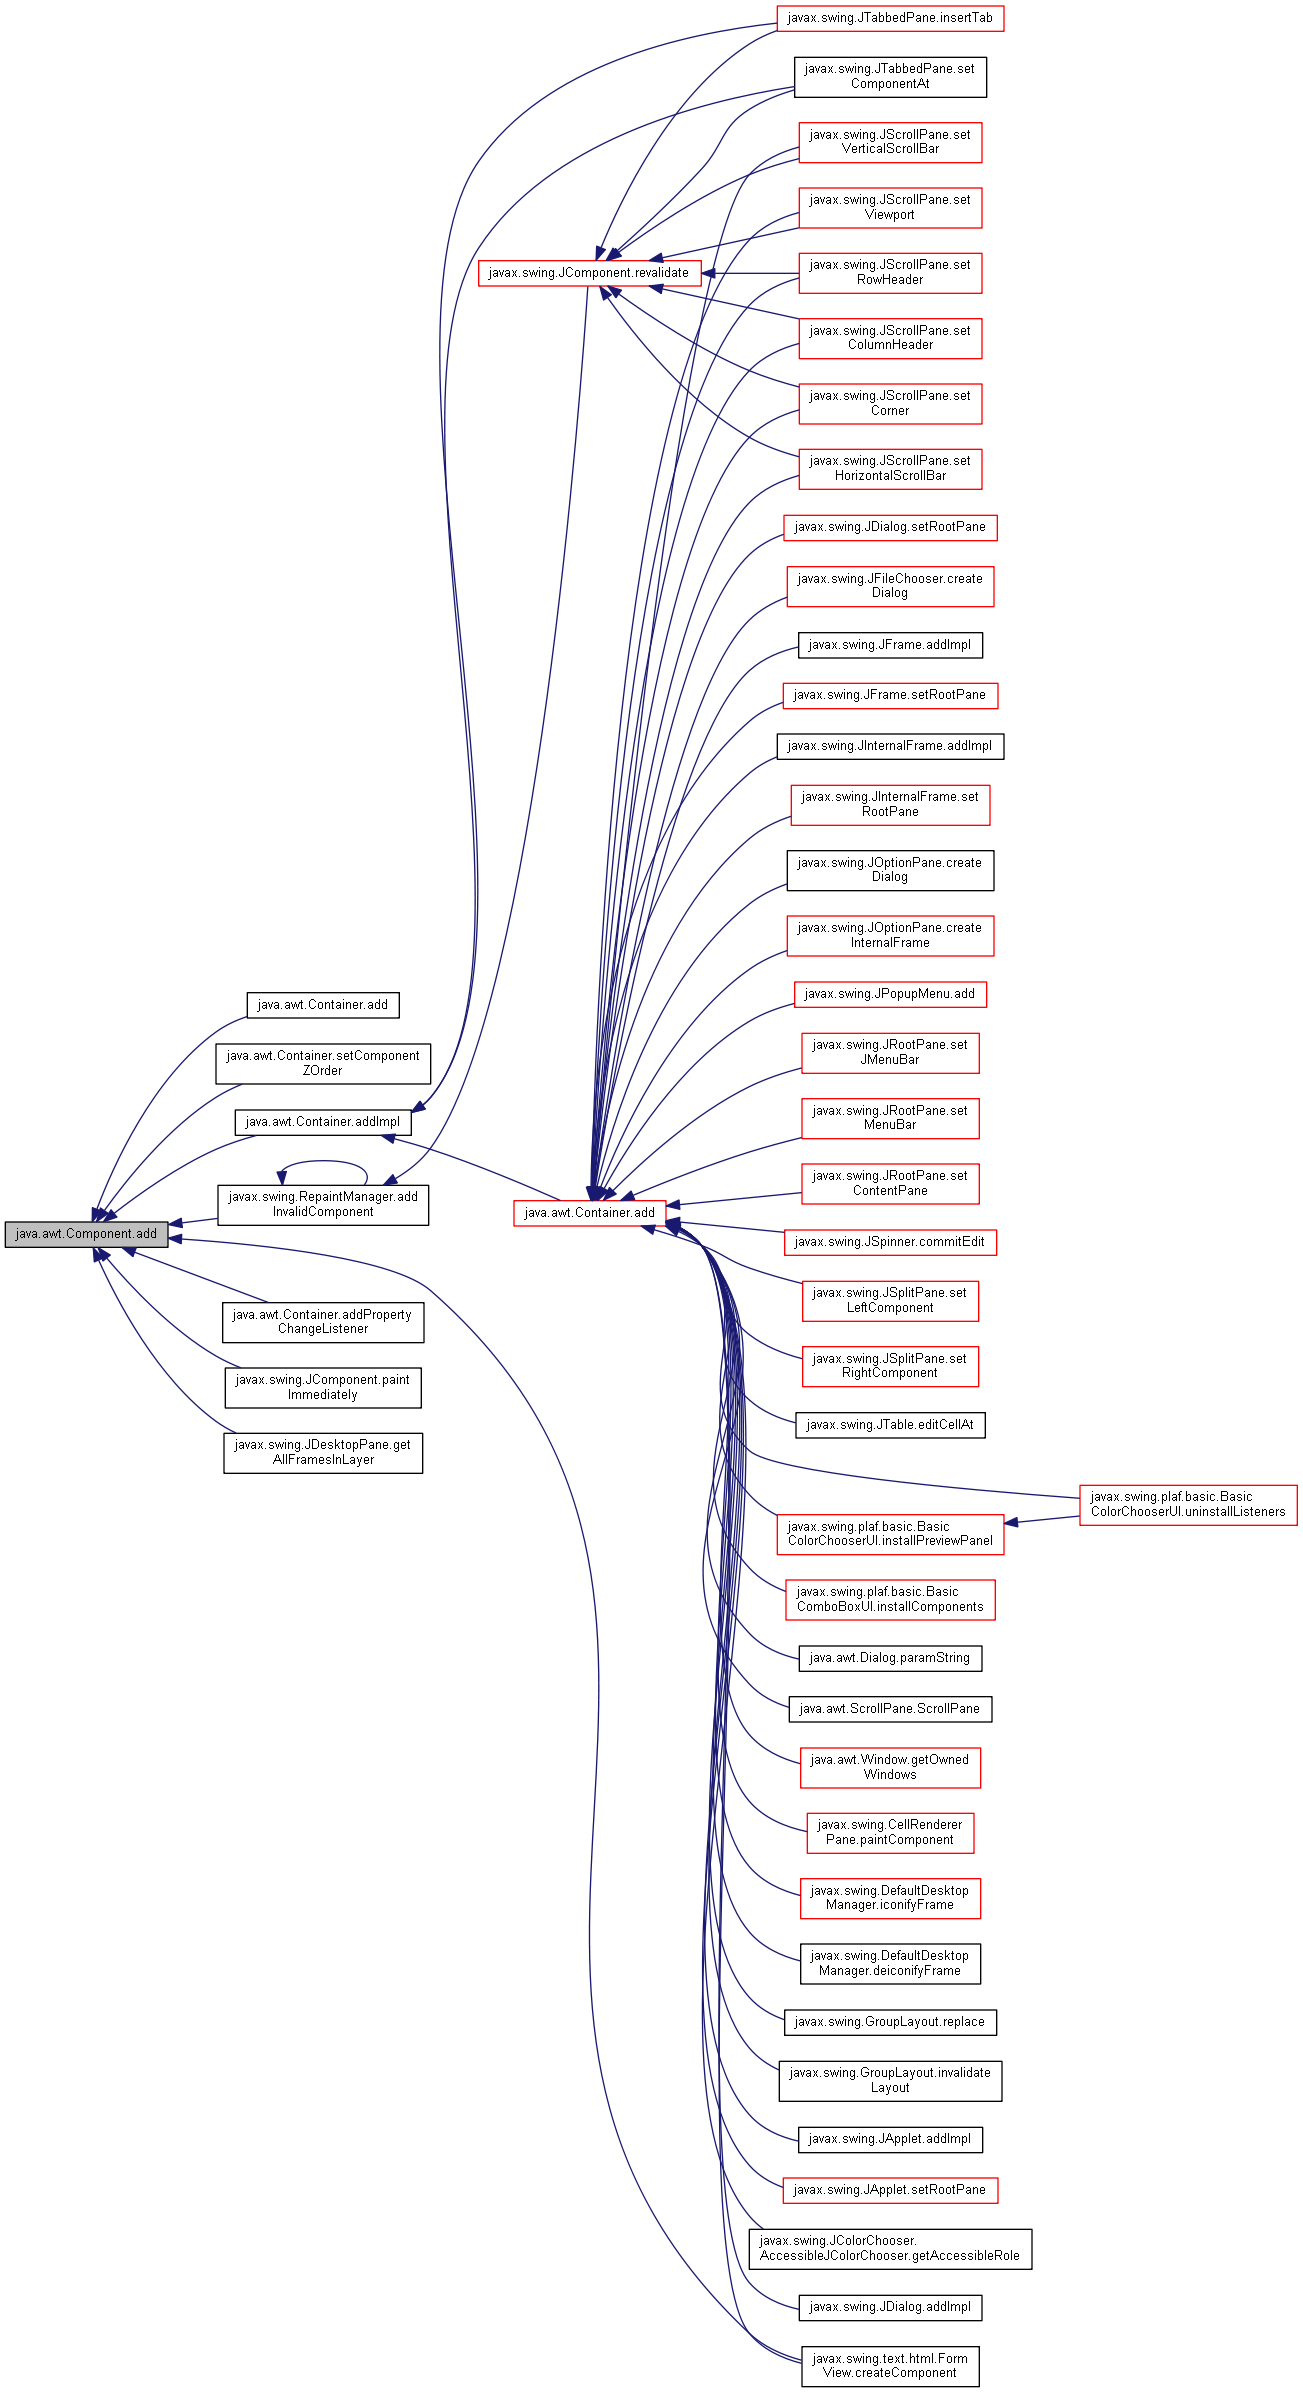 javax.swing.JTabbedPane.insertTab
javax.swing.JTabbedPane.set
ComponentAt
javax.swing.JScrollPane.set
VerticalScrollBar
javax.swing.JScrollPane.set
Viewport
javax.swing.JComponent.revalidate
javax.swing.JScrollPane.set
RowHeader
javax.swing.JScrollPane.set
ColumnHeader
javax.swing.JScrollPane.set
Corner
javax.swing.JScrollPane.set
HorizontalScrollBar
javax.swing.JDialog.setRootPane
javax.swing.JFileChooser.create
Dialog
javax.swing.JFrame.addImpl
javax.swing.JFrame.setRootPane
javax.swing.JInternalFrame.addImpl
javax.swing.JInternalFrame.set
RootPane
javax.swing.JOptionPane.create
Dialog
javax.swing.JOptionPane.create
InternalFrame
javax.swing.JPopupMenu.add
java.awt.Container.add
javax.swing.JRootPane.set
JMenuBar
java.awt.Container.setComponent
ZOrder
javax.swing.JRootPane.set
MenuBar
java.awt.Container.addImpl
javax.swing.JRootPane.set
ContentPane
javax.swing.RepaintManager.add
InvalidComponent
java.awt.Container.add
java.awt.Component.add
javax.swing.JSpinner.commitEdit
javax.swing.JSplitPane.set
LeftComponent
java.awt.Container.addProperty
ChangeListener
javax.swing.JSplitPane.set
RightComponent
javax.swing.JComponent.paint
Immediately
javax.swing.JTable.editCellAt
javax.swing.JDesktopPane.get
AllFramesInLayer
javax.swing.plaf.basic.Basic
ColorChooserUI.uninstallListeners
javax.swing.plaf.basic.Basic
ColorChooserUI.installPreviewPanel
javax.swing.plaf.basic.Basic
ComboBoxUI.installComponents
java.awt.Dialog.paramString
java.awt.ScrollPane.ScrollPane
java.awt.Window.getOwned
Windows
javax.swing.CellRenderer
Pane.paintComponent
javax.swing.DefaultDesktop
Manager.iconifyFrame
javax.swing.DefaultDesktop
Manager.deiconifyFrame
javax.swing.GroupLayout.replace
javax.swing.GroupLayout.invalidate
Layout
javax.swing.JApplet.addImpl
javax.swing.JApplet.setRootPane
javax.swing.JColorChooser.
AccessibleJColorChooser.getAccessibleRole
javax.swing.JDialog.addImpl
javax.swing.text.html.Form
View.createComponent